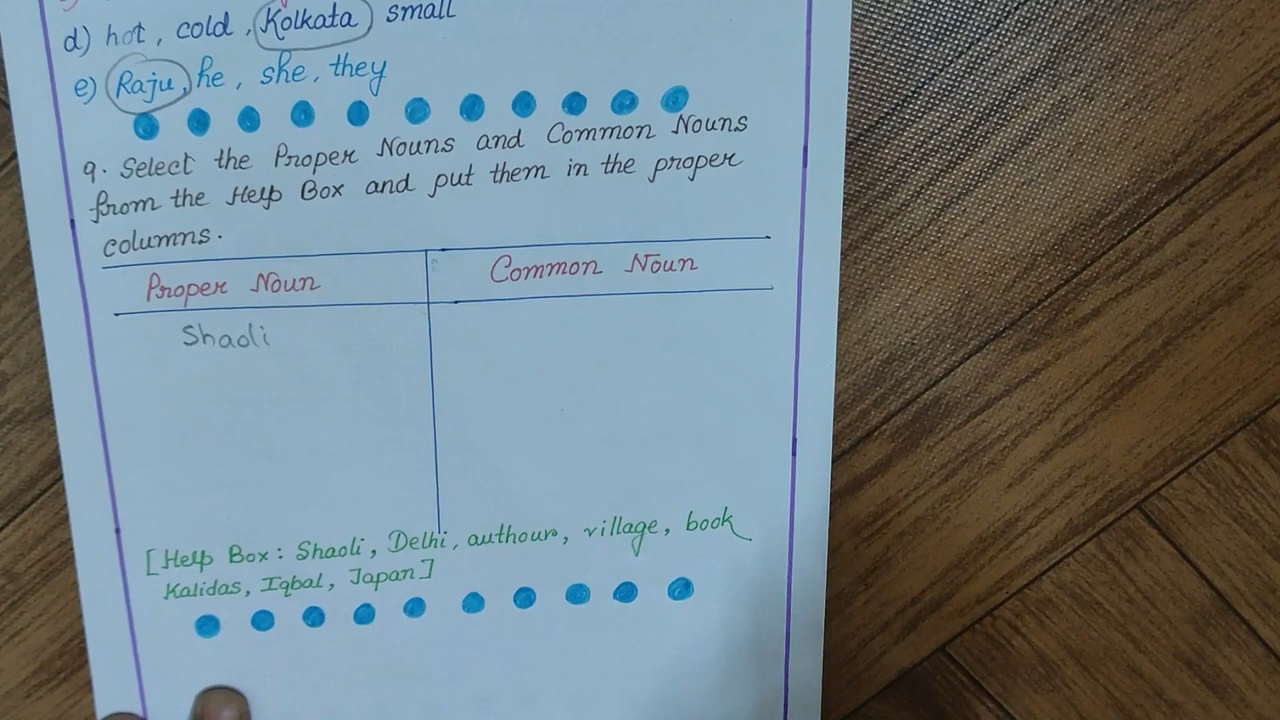 d) hot, cold, Kolkata small
e) Raju, he, she, they
9. Select the Proper Nouns and Common Nouns
from the Help Box and put them in the proper
columns.
Proper Noun Common Noun
Shaoli
[Help Box: Shaoli, Delhi, authour, village, book
Kalidas, Iqbal, Japan]